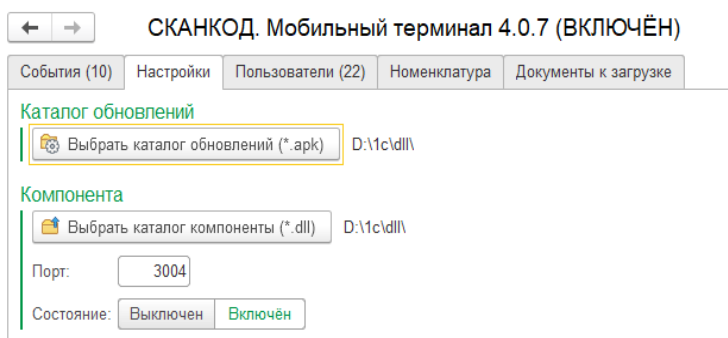 СКАНКОД. Мобильный терминал 4.0.7 (ВКЛЮЧЁН)
События (10) Настройки Пользователи (22) Номенклатура Документы к загрузке
Каталог обновлений
Выбрать каталог обновлений (*.apk) D:\1c\dll\
Компонента
Выбрать каталог компоненты (*.dll) D:\1c\dll\
Порт: 3004
Состояние: Выключен Включён